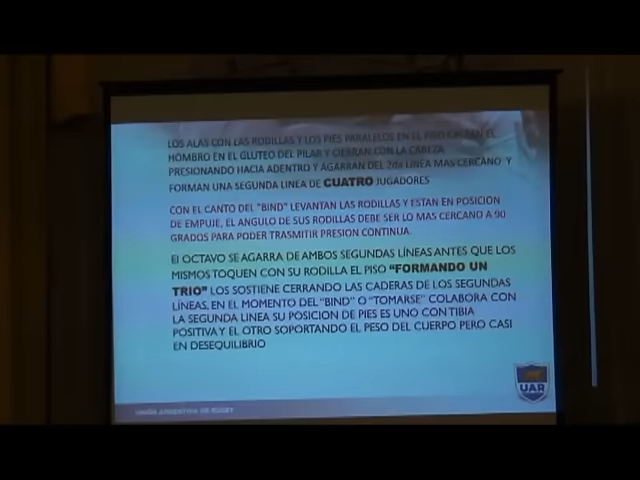 LOS ALAS CON LAS RODILLAS Y LOS PIES PARALELOS EN EL PISO CALZAN EL
HOMBRO EN EL GLUTEO DEL PILAR Y CIERRAN CON LA CABEZA
PRESIONANDO HACIA ADENTRO Y AGARRAN DEL 2da LINEA MAS CERCANO Y
FORMAN UNA SEGUNDA LINEA DE CUATRO JUGADORES
CON EL CANTO DEL "BIND" LEVANTAN LAS RODILLAS Y ESTAN EN POSICION
DE EMPUJE, EL ANGULO DE SUS RODILLAS DEBE SER LO MAS CERCANO A 90
GRADOS PARA PODER TRASMITIR PRESION CONTINUA.
El OCTAVO SE AGARRA DE AMBOS SEGUNDAS LÍNEAS ANTES QUE LOS
MISMOS TOQUEN CON SU RODILLA EL PISO "FORMANDO UN
TRIO" LOS SOSTIENE CERRANDO LAS CADERAS DE LOS SEGUNDAS
LÍNEAS, EN EL MOMENTO DEL "BIND" O "TOMARSE" COLABORA CON
LA SEGUNDA LINEA SU POSICION DE PIES ES UNO CON TIBIA
POSITIVA Y EL OTRO SOPORTANDO EL PESO DEL CUERPO PERO CASI
EN DESEQUILIBRIO
UAR
UNIÓN ARGENTINA DE RUGBY